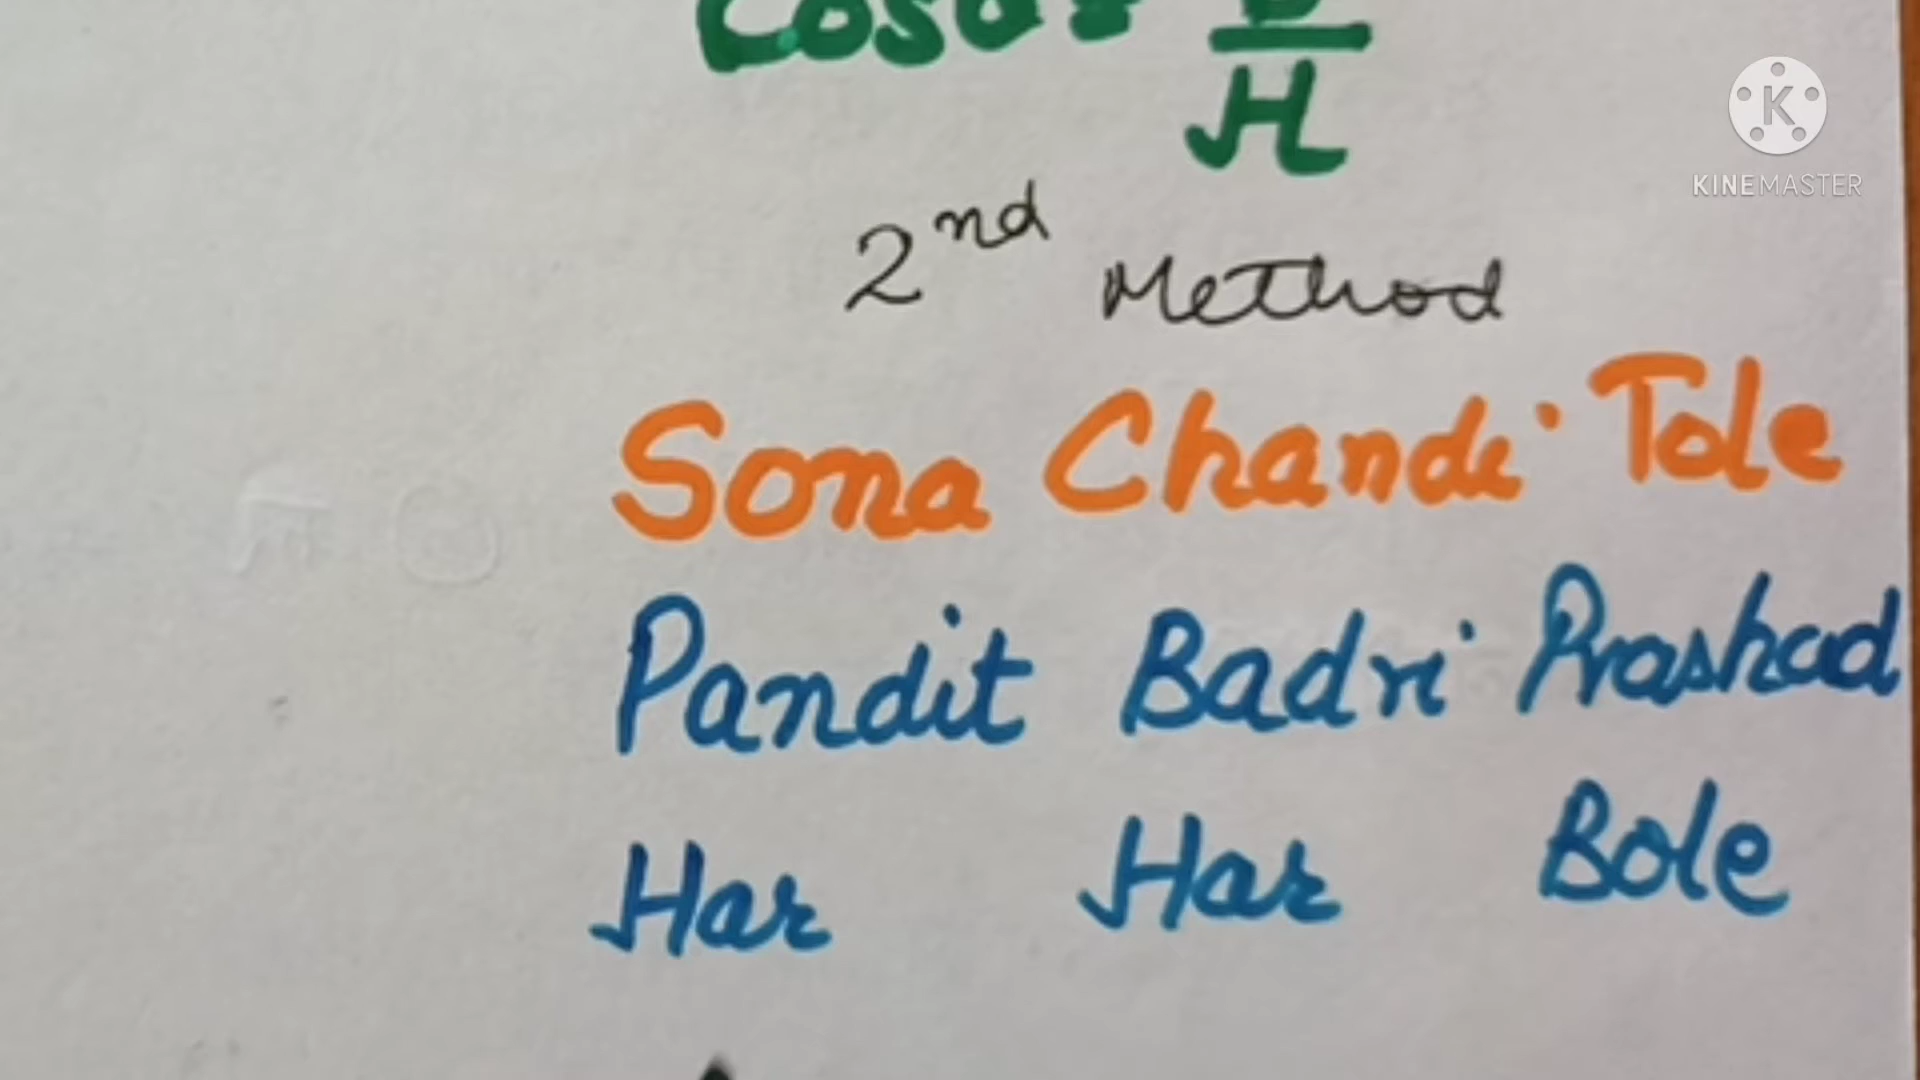 Cosθ = B
H
2nd Method
Sona Chandi Tole
Pandit Badri Prashad
Har Har Bole
KINEMASTER